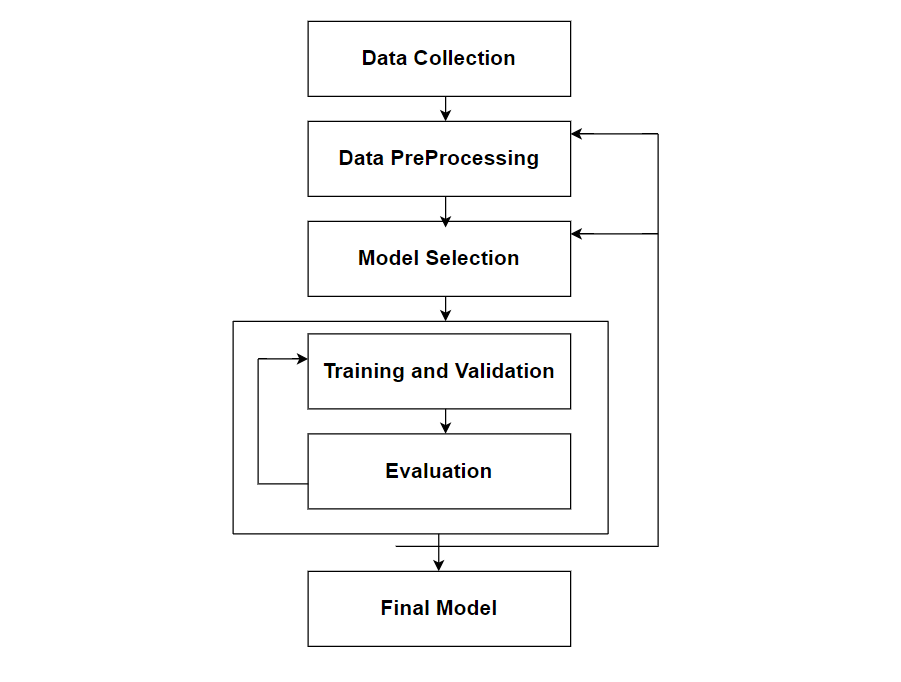 Data Collection
Data PreProcessing
Model Selection
Training and Validation
Evaluation
Final Model